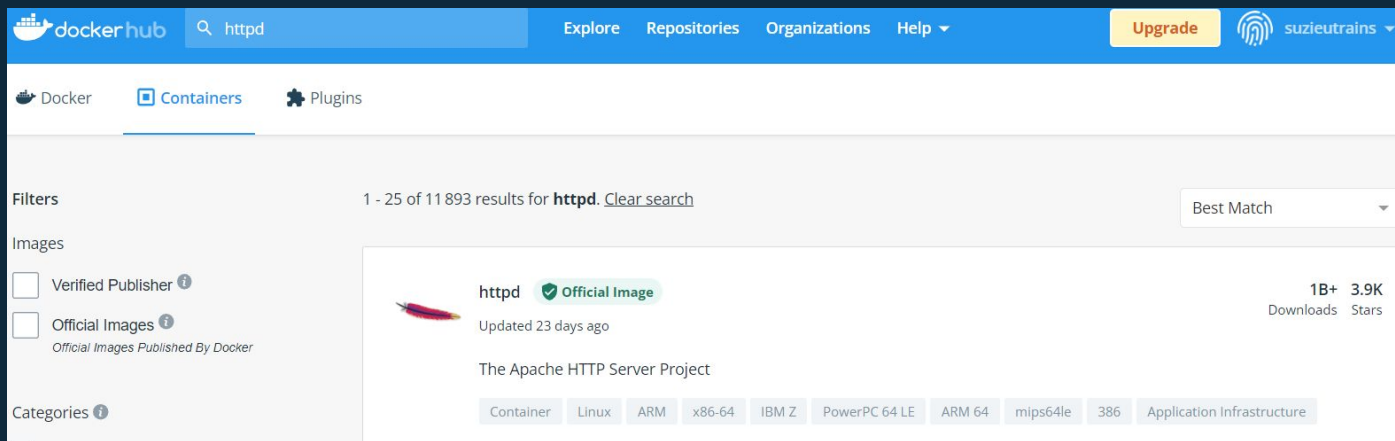 dockerhub httpd Explore Repositories Organizations Help Upgrade suzieutrains
Docker Containers Plugins
Filters
Images
Verified Publisher
Official Images
Official Images Published By Docker
Categories
1 - 25 of 11 893 results for httpd. Clear search
Best Match
httpd Official Image
Updated 23 days ago
The Apache HTTP Server Project
Container Linux ARM x86-64 IBM Z PowerPC 64 LE ARM 64 mips64le 386 Application Infrastructure
1B+ 3.9K
Downloads Stars